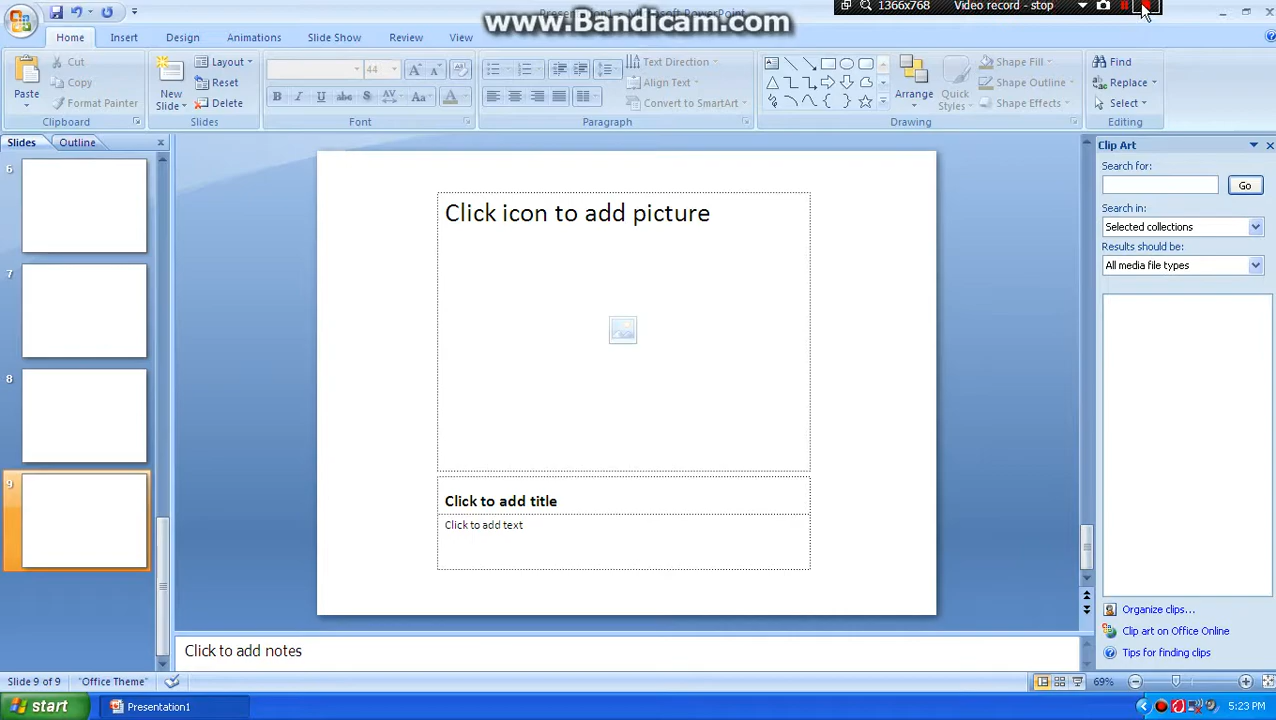 www.Bandicam.com
1366x768
Video record - stop
Home
Insert
Design
Animations
Slide Show
Review
View
Paste
Cut
Copy
Format Painter
Clipboard
New
Slide
Layout
Reset
Delete
Slides
44
B
I
U
abc
S
AV
Aa
A
Font
Text Direction
Align Text
Convert to SmartArt
Paragraph
Arrange
Quick
Styles
Shape Fill
Shape Outline
Shape Effects
Drawing
Find
Replace
Select
Editing
Slides
Outline
6
7
8
9
Click icon to add picture
Click to add title
Click to add text
Click to add notes
Clip Art
Search for:
Go
Search in:
Selected collections
Results should be:
All media file types
Organize clips...
Clip art on Office Online
Tips for finding clips
Slide 9 of 9
"Office Theme"
69%
start
Presentation1
5:23 PM